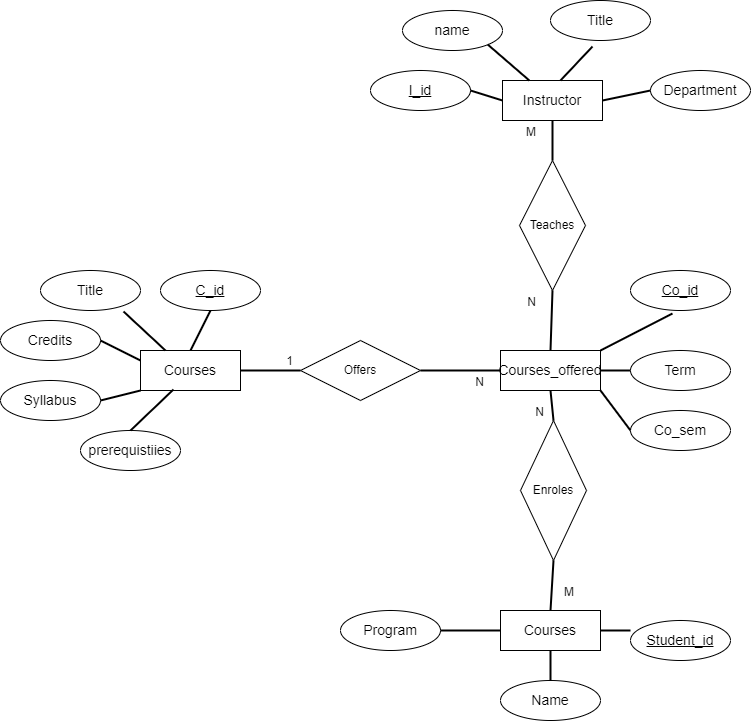 Title
name
I_id
Department
Instructor
M
Teaches
N
Title
C_id
Co_id
Credits
Courses
1
Offers
N
Courses_offered
Term
Syllabus
prerequistiies
N
Co_sem
Enroles
M
Program
Courses
Student_id
Name